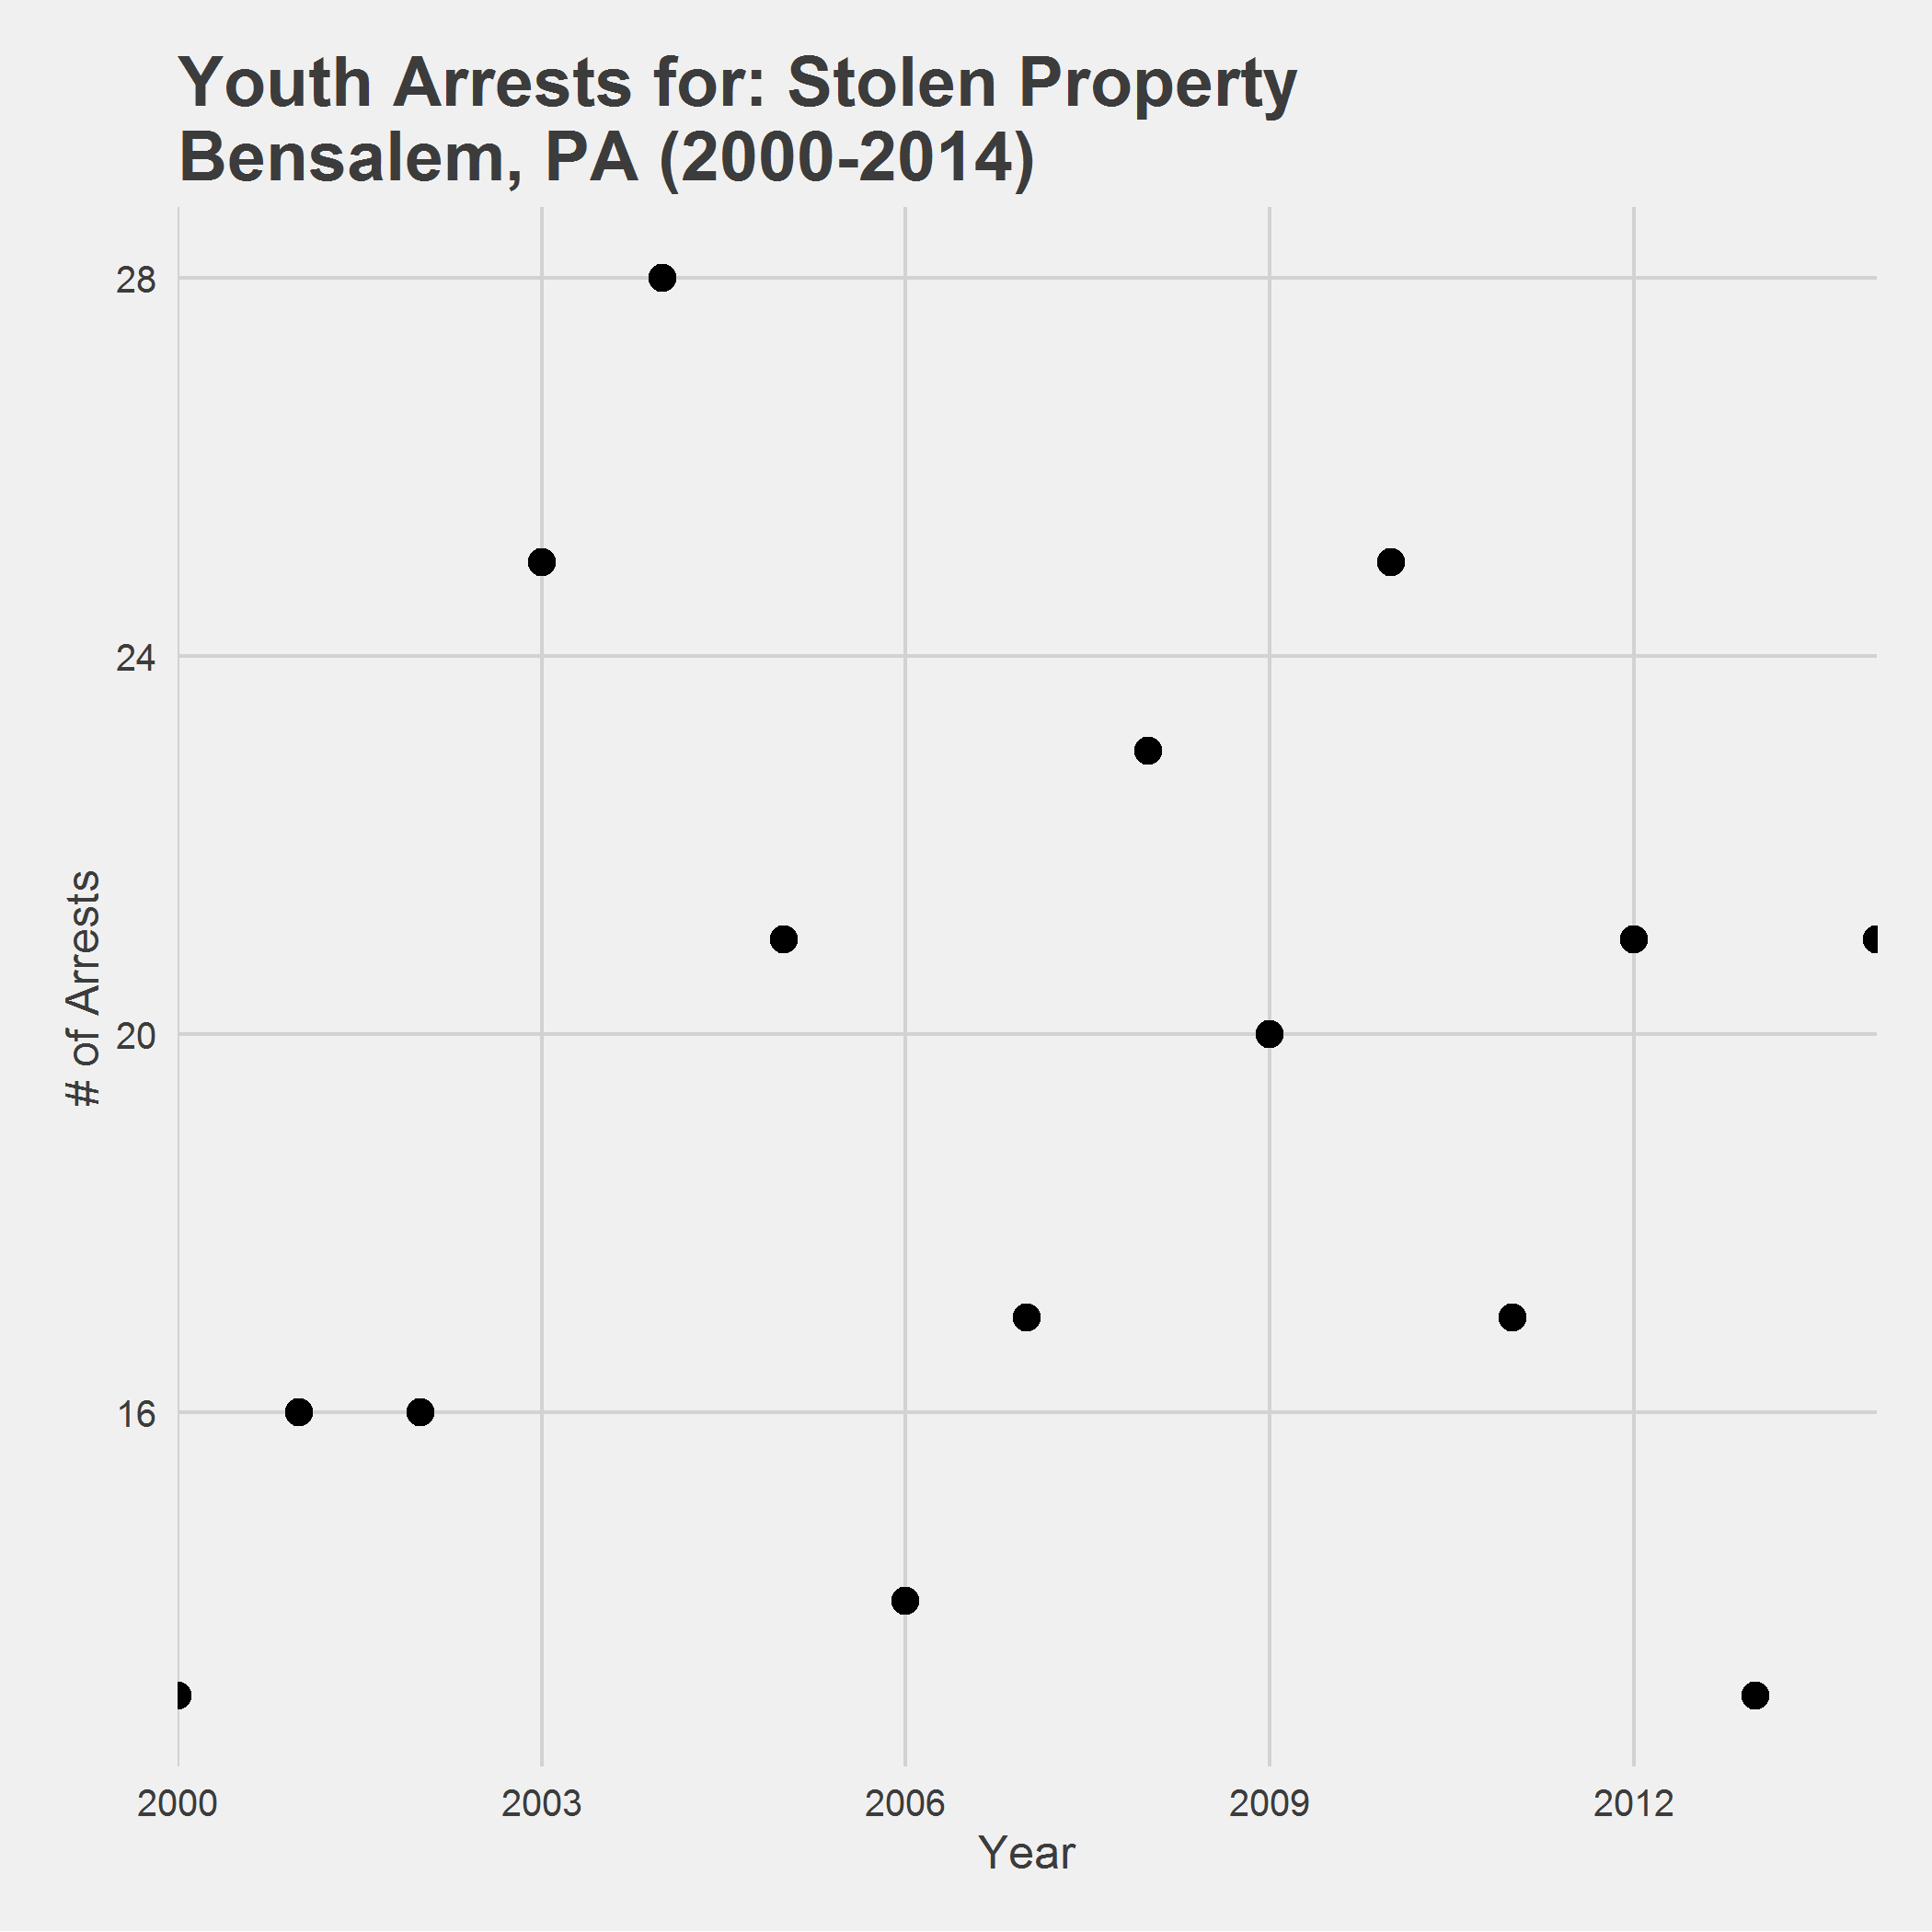 Youth Arrests for: Stolen Property
Bensalem, PA (2000-2014)
28
24
20
16
# of Arrests
2000 2003 2006 2009 2012
Year